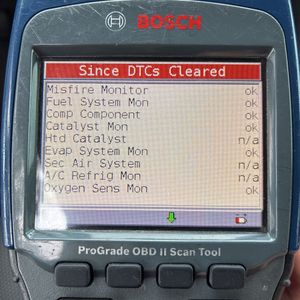 BOSCH
Since DTCs Cleared
Misfire Monitor ok
Fuel System Mon ok
Comp Component ok
Catalyst Mon ok
Htd Catalyst n/a
Evap System Mon ok
Sec Air System n/a
A/C Refrig Mon n/a
Oxygen Sens Mon ok
ProGrade OBD II Scan Tool